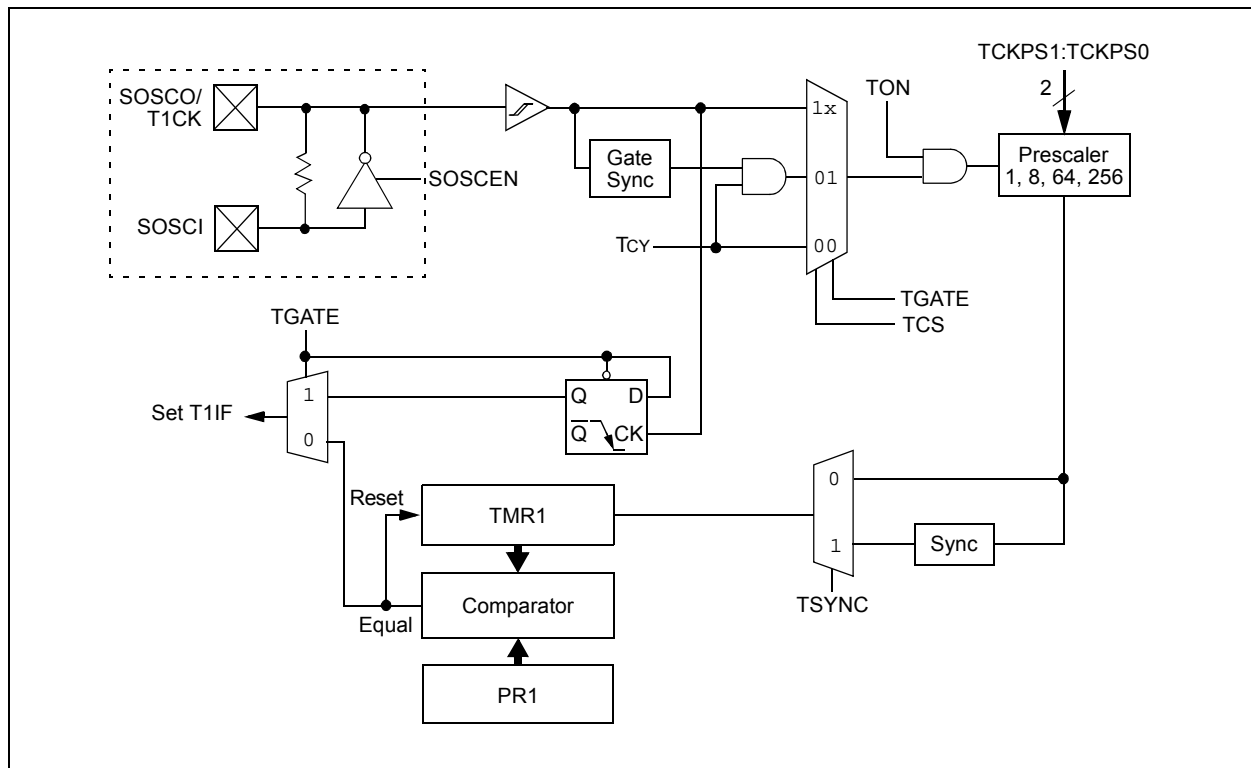 TCKPS1:TCKPS0
SOSCO/
T1CK
1x
TON
2
Gate
Sync
Prescaler
1, 8, 64, 256
SOSCEN
01
SOSCI
TCY
00
TGATE
TCS
TGATE
1
Q
D
Set T1IF
0
Q
CK
Reset
TMR1
0
1
Sync
Comparator
Equal
TSYNC
PR1